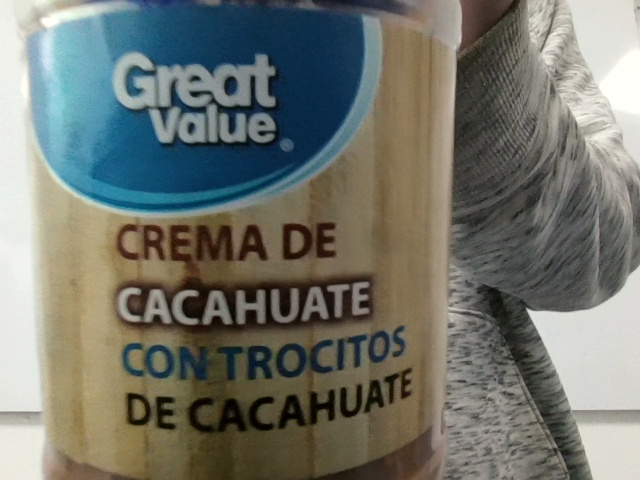 Great
Value®
CREMA DE
CACAHUATE
CON TROCITOS
DE CACAHUATE